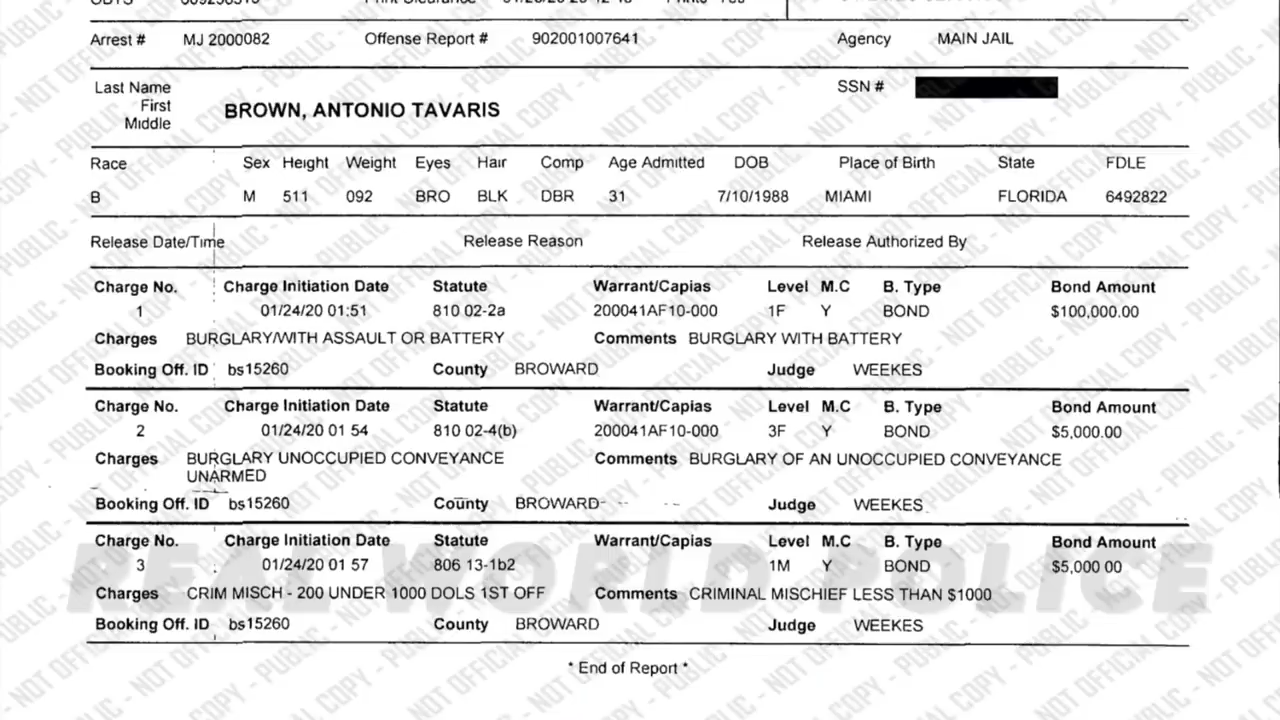 Arrest # MJ 2000082 Offense Report # 902001007641 Agency MAIN JAIL
Last Name SSN #
First
Middle BROWN, ANTONIO TAVARIS
Race Sex Height Weight Eyes Hair Comp Age Admitted DOB Place of Birth State FDLE
B M 511 092 BRO BLK DBR 31 7/10/1988 MIAMI FLORIDA 6492822
Release Date/Time Release Reason Release Authorized By
Charge No. Charge Initiation Date Statute Warrant/Capias Level M.C B. Type Bond Amount
1 01/24/20 01:51 810 02-2a 200041AF10-000 1F Y BOND $100,000.00
Charges BURGLARY/WITH ASSAULT OR BATTERY Comments BURGLARY WITH BATTERY
Booking Off. ID bs15260 County BROWARD Judge WEEKES
Charge No. Charge Initiation Date Statute Warrant/Capias Level M.C B. Type Bond Amount
2 01/24/20 01 54 810 02-4(b) 200041AF10-000 3F Y BOND $5,000.00
Charges BURGLARY UNOCCUPIED CONVEYANCE Comments BURGLARY OF AN UNOCCUPIED CONVEYANCE
UNARMED
Booking Off. ID bs15260 County BROWARD Judge WEEKES
Charge No. Charge Initiation Date Statute Warrant/Capias Level M.C B. Type Bond Amount
3 01/24/20 01 57 806 13-1b2 1M Y BOND $5,000 00
REAL WORLD POLICE
Charges CRIM MISCH - 200 UNDER 1000 DOLS 1ST OFF Comments CRIMINAL MISCHIEF LESS THAN $1000
Booking Off. ID bs15260 County BROWARD Judge WEEKES
* End of Report *
PUBLIC COPY - NOT OFFICIAL